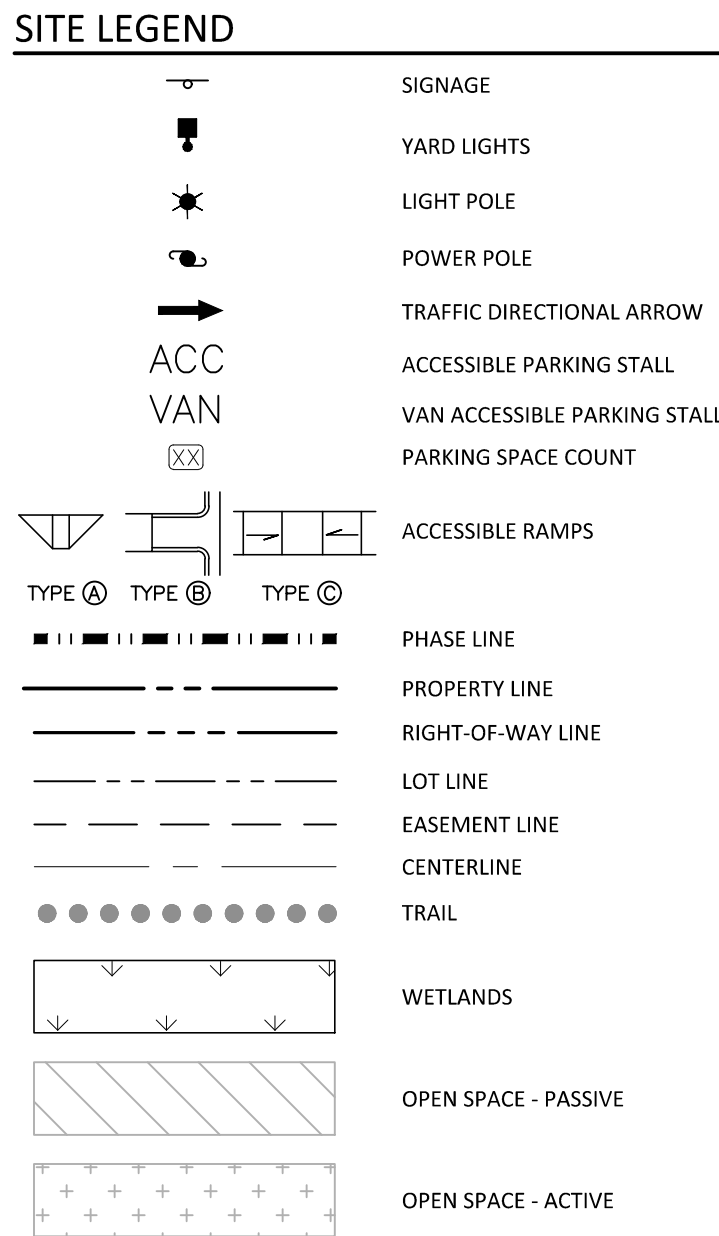 SITE LEGEND
SIGNAGE
YARD LIGHTS
LIGHT POLE
POWER POLE
TRAFFIC DIRECTIONAL ARROW
ACC ACCESSIBLE PARKING STALL
VAN VAN ACCESSIBLE PARKING STALL
XX PARKING SPACE COUNT
ACCESSIBLE RAMPS
TYPE A TYPE B TYPE C
PHASE LINE
PROPERTY LINE
RIGHT-OF-WAY LINE
LOT LINE
EASEMENT LINE
CENTERLINE
TRAIL
WETLANDS
OPEN SPACE - PASSIVE
OPEN SPACE - ACTIVE